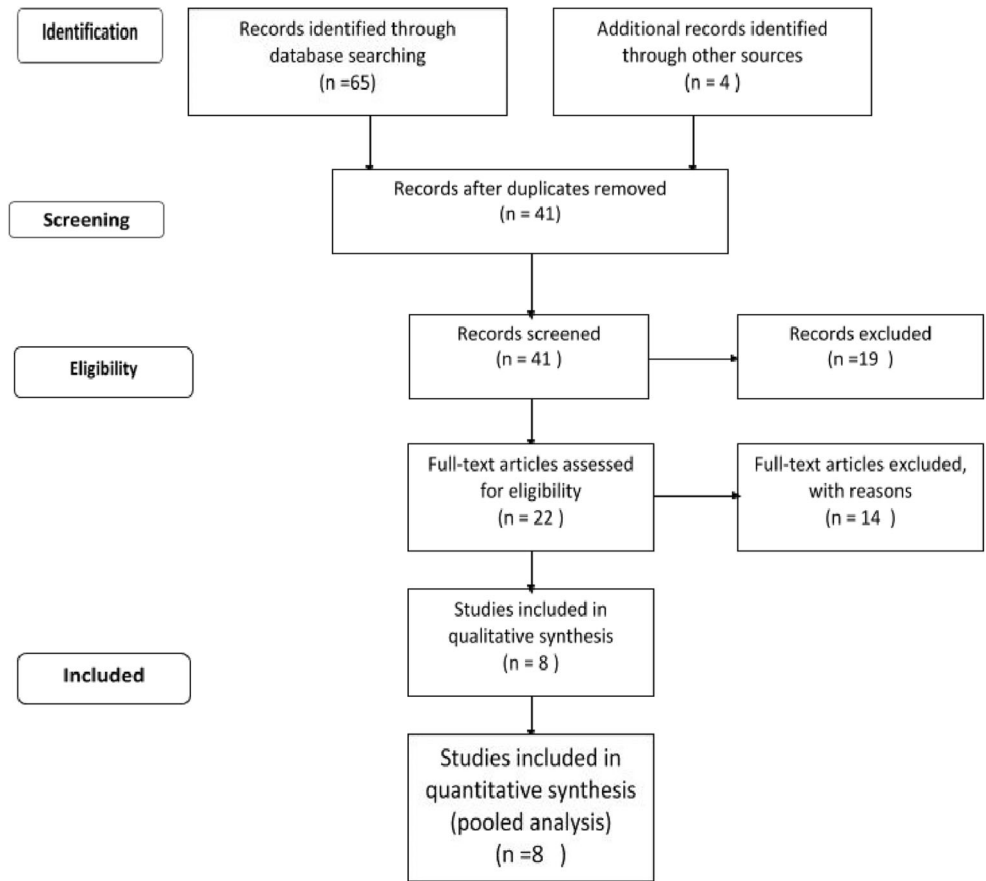 Identification
Records identified through
database searching
(n =65)
Additional records identified
through other sources
(n = 4 )
Records after duplicates removed
(n = 41)
Screening
Records screened
(n = 41 )
Records excluded
(n =19 )
Eligibility
Full-text articles assessed
for eligibility
(n = 22 )
Full-text articles excluded,
with reasons
(n = 14 )
Studies included in
qualitative synthesis
(n = 8 )
Included
Studies included in
quantitative synthesis
(pooled analysis)
(n =8 )